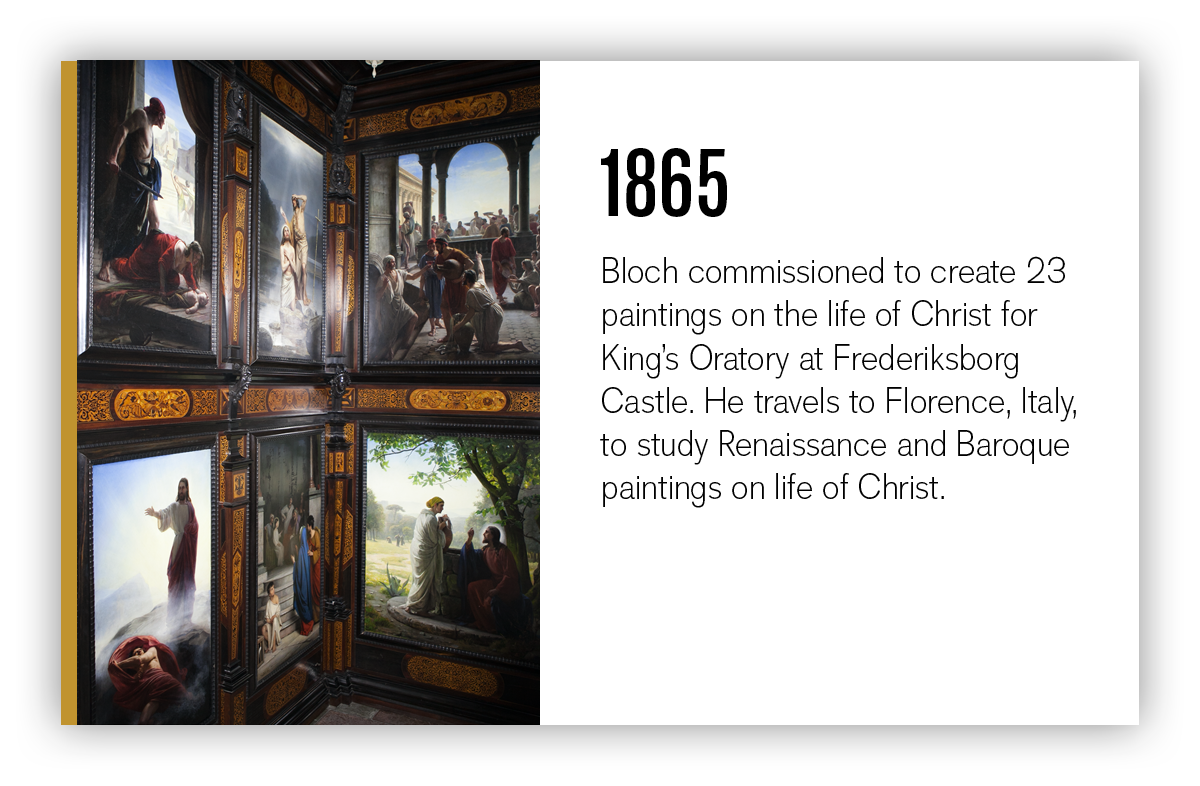 1865
Bloch commissioned to create 23
paintings on the life of Christ for
King’s Oratory at Frederiksborg
Castle. He travels to Florence, Italy,
to study Renaissance and Baroque
paintings on life of Christ.